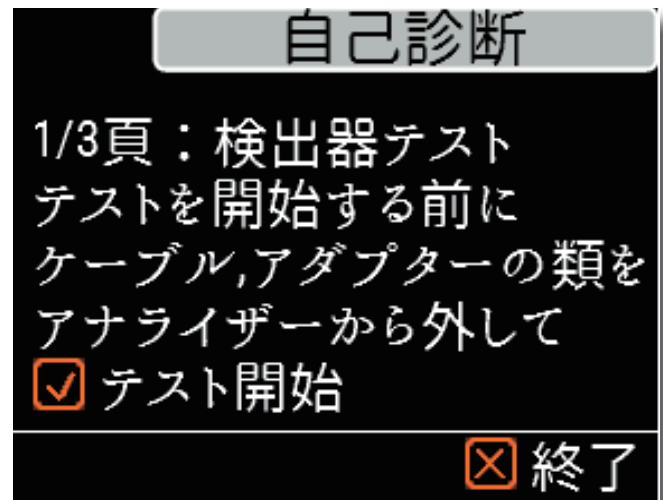 自己診断
1/3頁：検出器テスト
テストを開始する前に
ケーブル,アダプターの類を
アナライザーから外して
テスト開始
終了